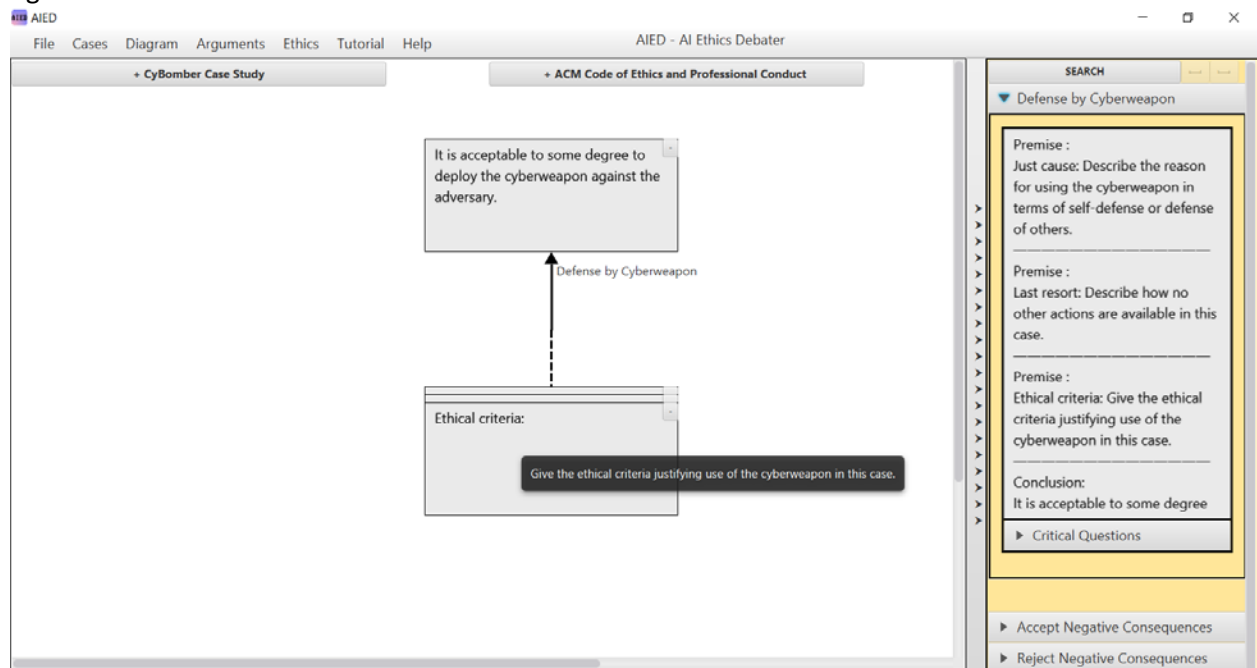 AIED
AIED - AI Ethics Debater
File Cases Diagram Arguments Ethics Tutorial Help
+ CyBomber Case Study
+ ACM Code of Ethics and Professional Conduct
It is acceptable to some degree to
deploy the cyberweapon against the
adversary.
Defense by Cyberweapon
Ethical criteria:
Give the ethical criteria justifying use of the cyberweapon in this case.
SEARCH
Defense by Cyberweapon
Premise :
Just cause: Describe the reason
for using the cyberweapon in
terms of self-defense or defense
of others.
Premise :
Last resort: Describe how no
other actions are available in this
case.
Premise :
Ethical criteria: Give the ethical
criteria justifying use of the
cyberweapon in this case.
Conclusion:
It is acceptable to some degree
Critical Questions
Accept Negative Consequences
Reject Negative Consequences